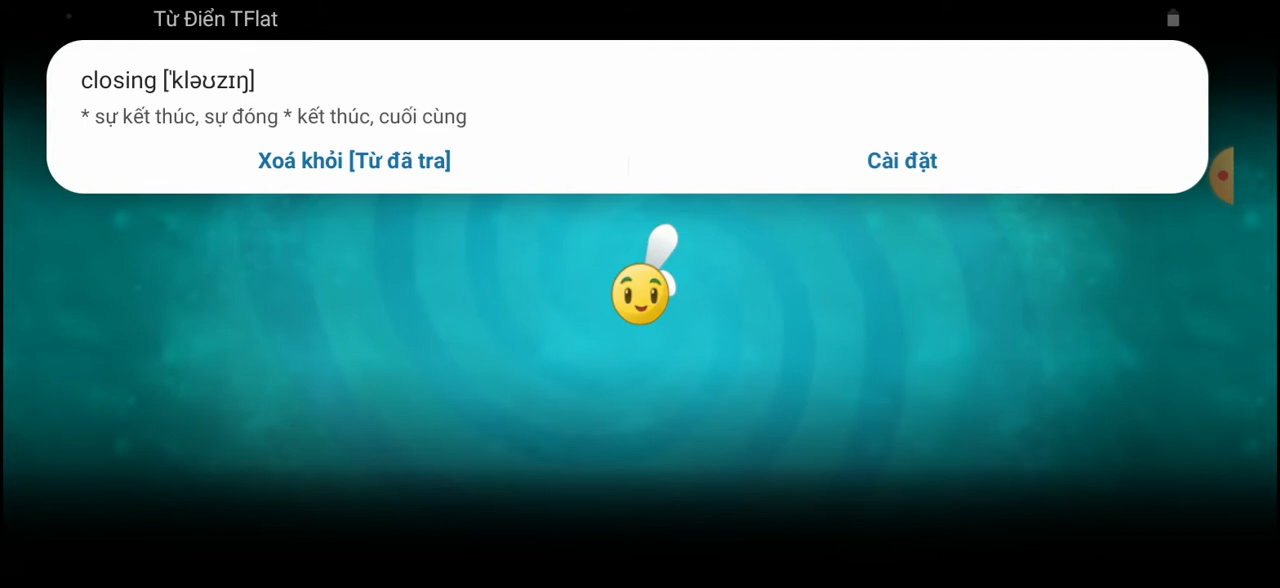 Từ Điển TFlat
closing [ˈkləʊzɪŋ]
* sự kết thúc, sự đóng * kết thúc, cuối cùng
Xoá khỏi [Từ đã tra]
Cài đặt